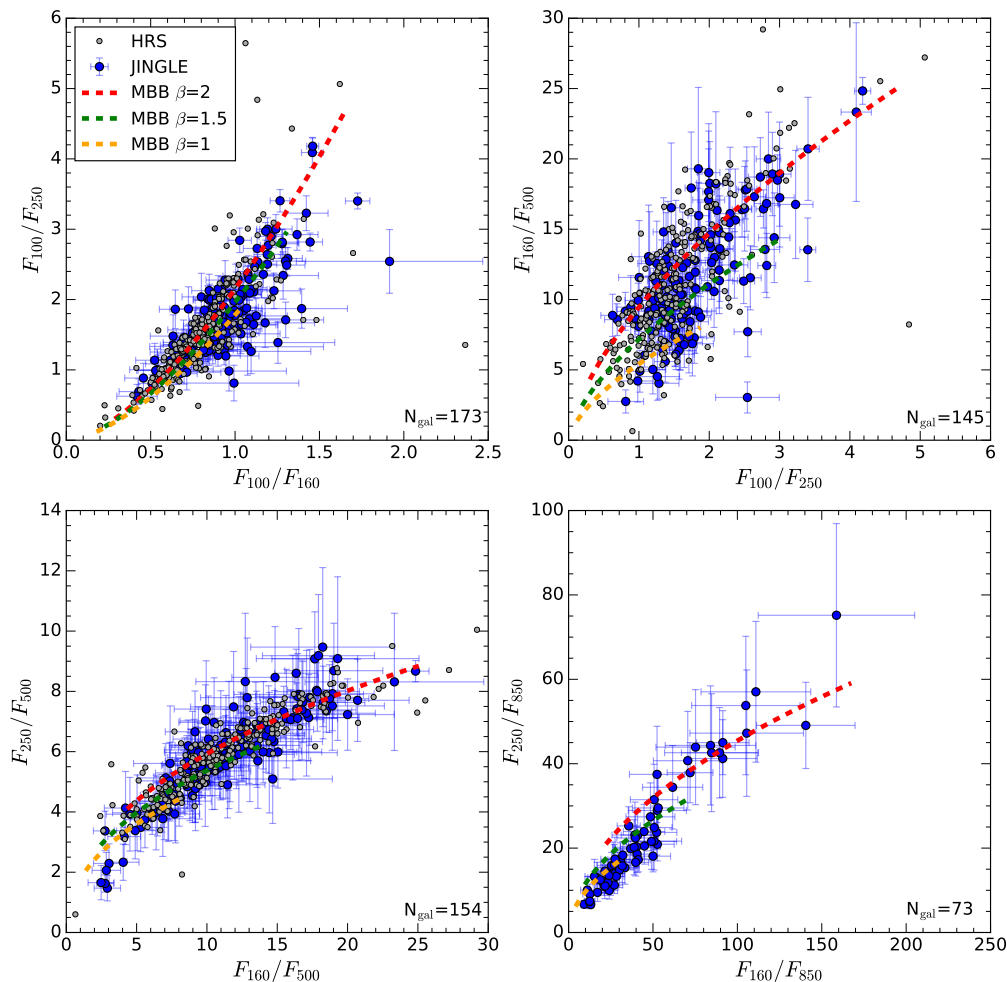 HRS
JINGLE
MBB β=2
MBB β=1.5
MBB β=1
F100/F250
6
5
4
3
2
1
0
0.0 0.5 1.0 1.5 2.0 2.5
F100/F160
Ngal=173
F160/F500
30
25
20
15
10
5
0
0 1 2 3 4 5 6
F100/F250
Ngal=145
F250/F500
14
12
10
8
6
4
2
0
0 5 10 15 20 25 30
F160/F500
Ngal=154
F250/F850
100
80
60
40
20
0
0 50 100 150 200 250
F160/F850
Ngal=73